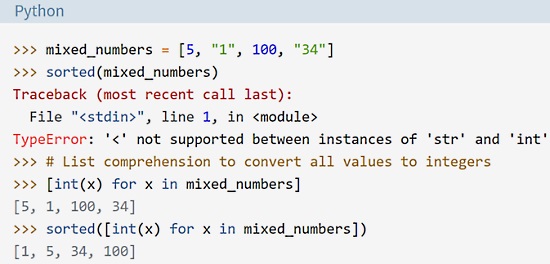 Python
>>> mixed_numbers = [5, "1", 100, "34"]
>>> sorted(mixed_numbers)
Traceback (most recent call last):
  File "<stdin>", line 1, in <module>
TypeError: '<' not supported between instances of 'str' and 'int'
>>> # List comprehension to convert all values to integers
>>> [int(x) for x in mixed_numbers]
[5, 1, 100, 34]
>>> sorted([int(x) for x in mixed_numbers])
[1, 5, 34, 100]